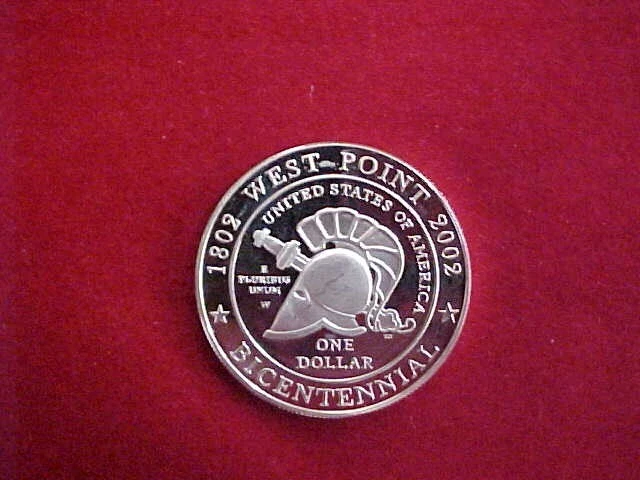 1802 WEST POINT 2002
UNITED STATES OF AMERICA
E
PLURIBUS
UNUM
W
ONE
DOLLAR
BICENTENNIAL